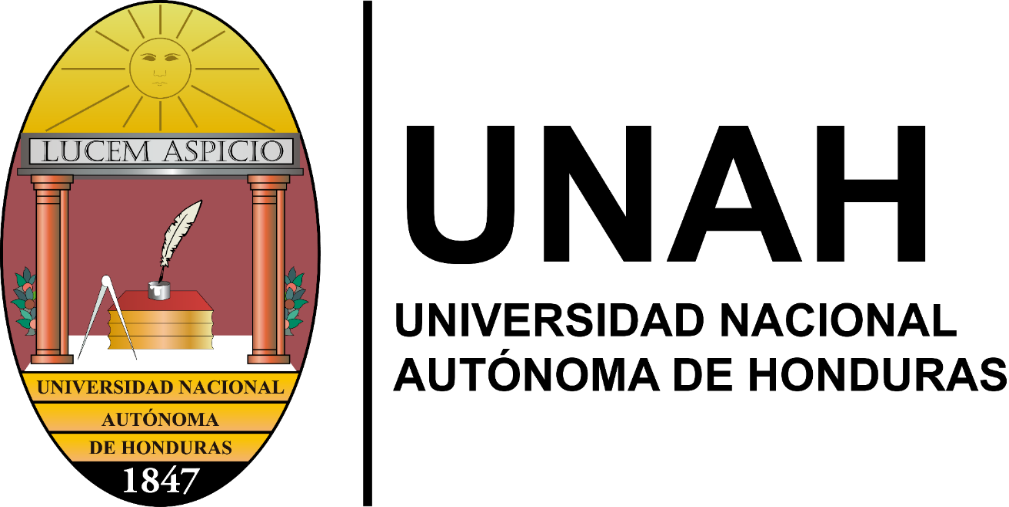 LUCEM ASPICIO
UNIVERSIDAD NACIONAL
AUTÓNOMA
DE HONDURAS
1847
UNAH
UNIVERSIDAD NACIONAL
AUTÓNOMA DE HONDURAS